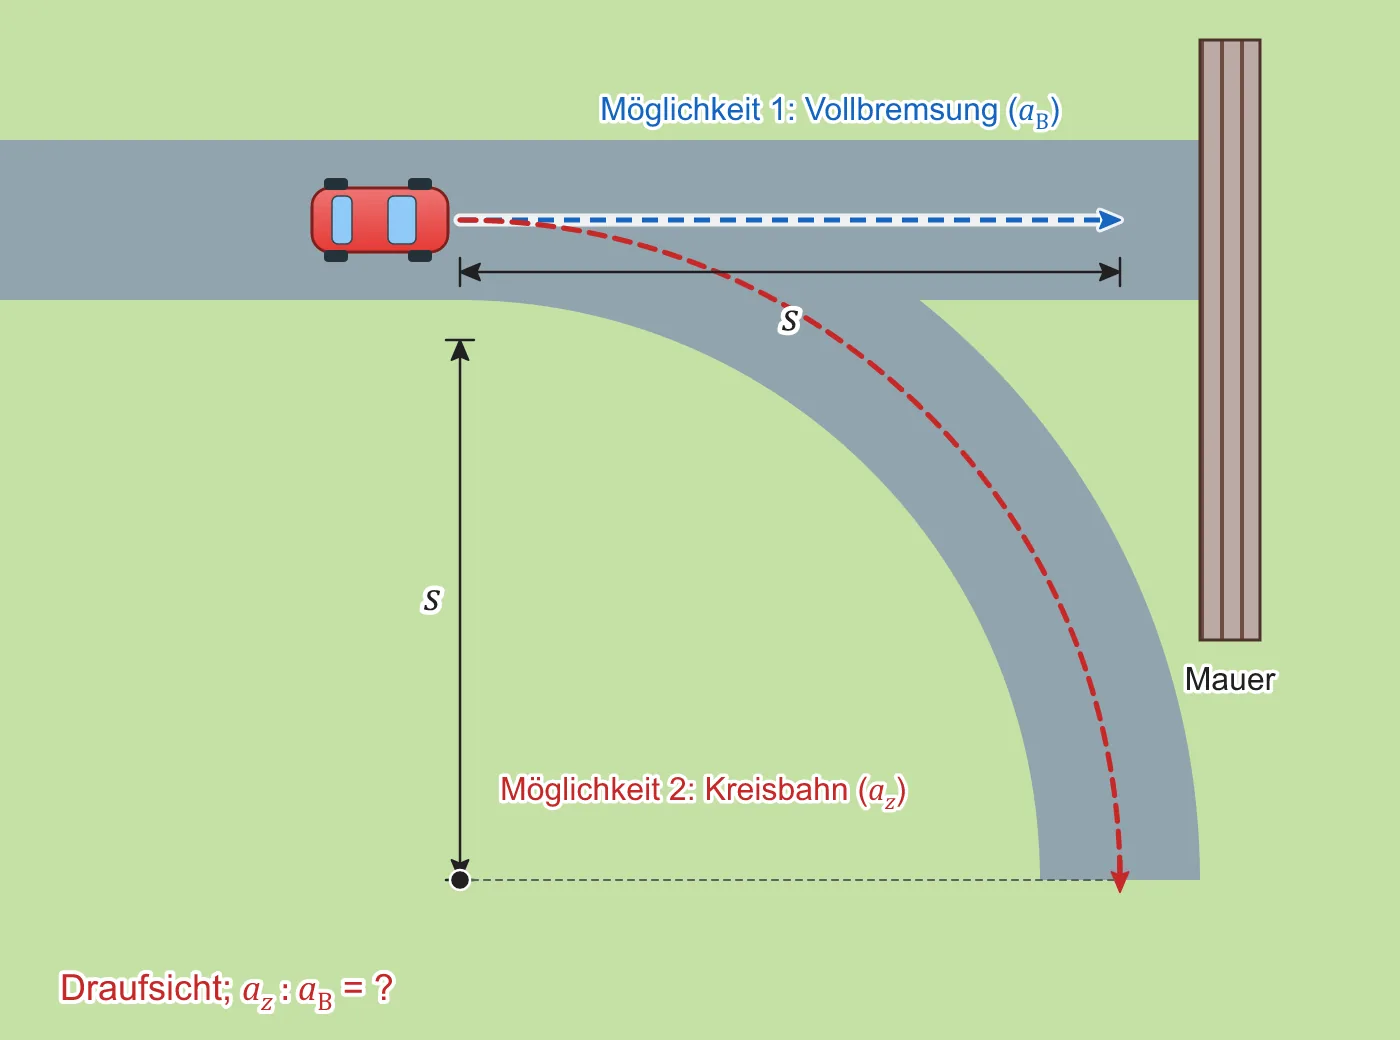 Möglichkeit 1: Vollbremsung (a_B)
s
s
Mauer
Möglichkeit 2: Kreisbahn (a_z)
Draufsicht; a_z : a_B = ?